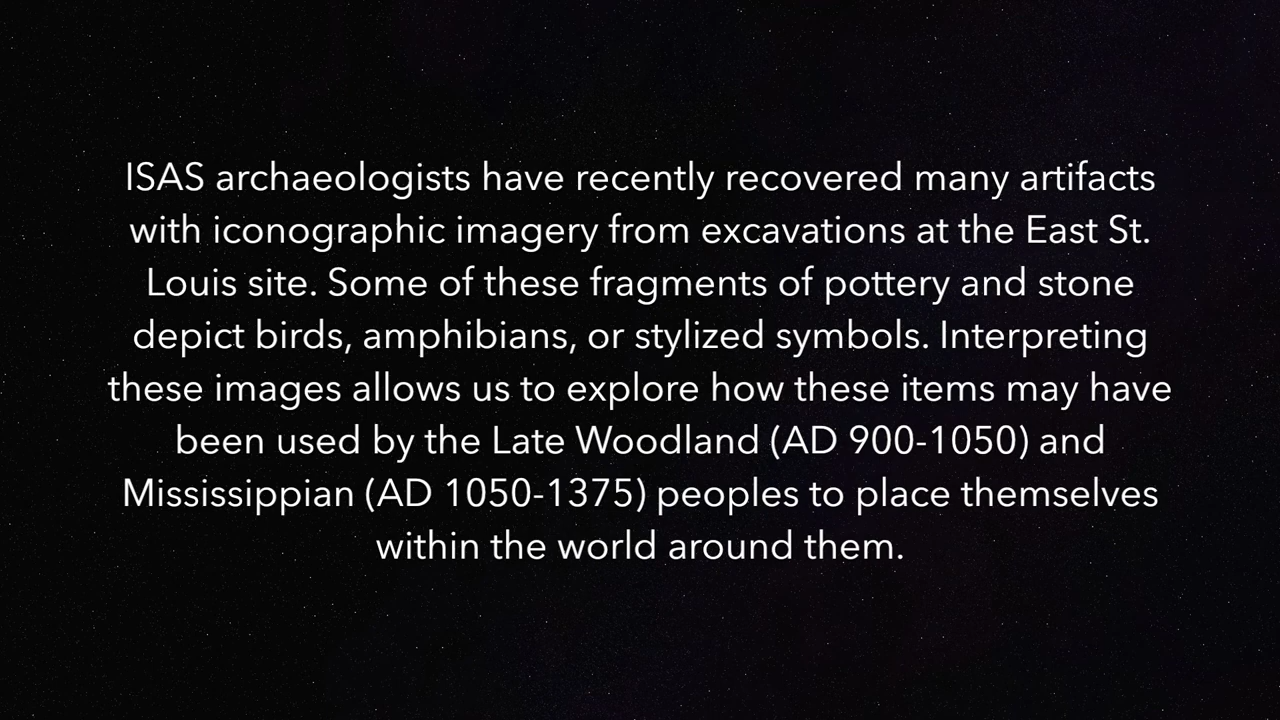 ISAS archaeologists have recently recovered many artifacts
with iconographic imagery from excavations at the East St.
Louis site. Some of these fragments of pottery and stone
depict birds, amphibians, or stylized symbols. Interpreting
these images allows us to explore how these items may have
been used by the Late Woodland (AD 900-1050) and
Mississippian (AD 1050-1375) peoples to place themselves
within the world around them.